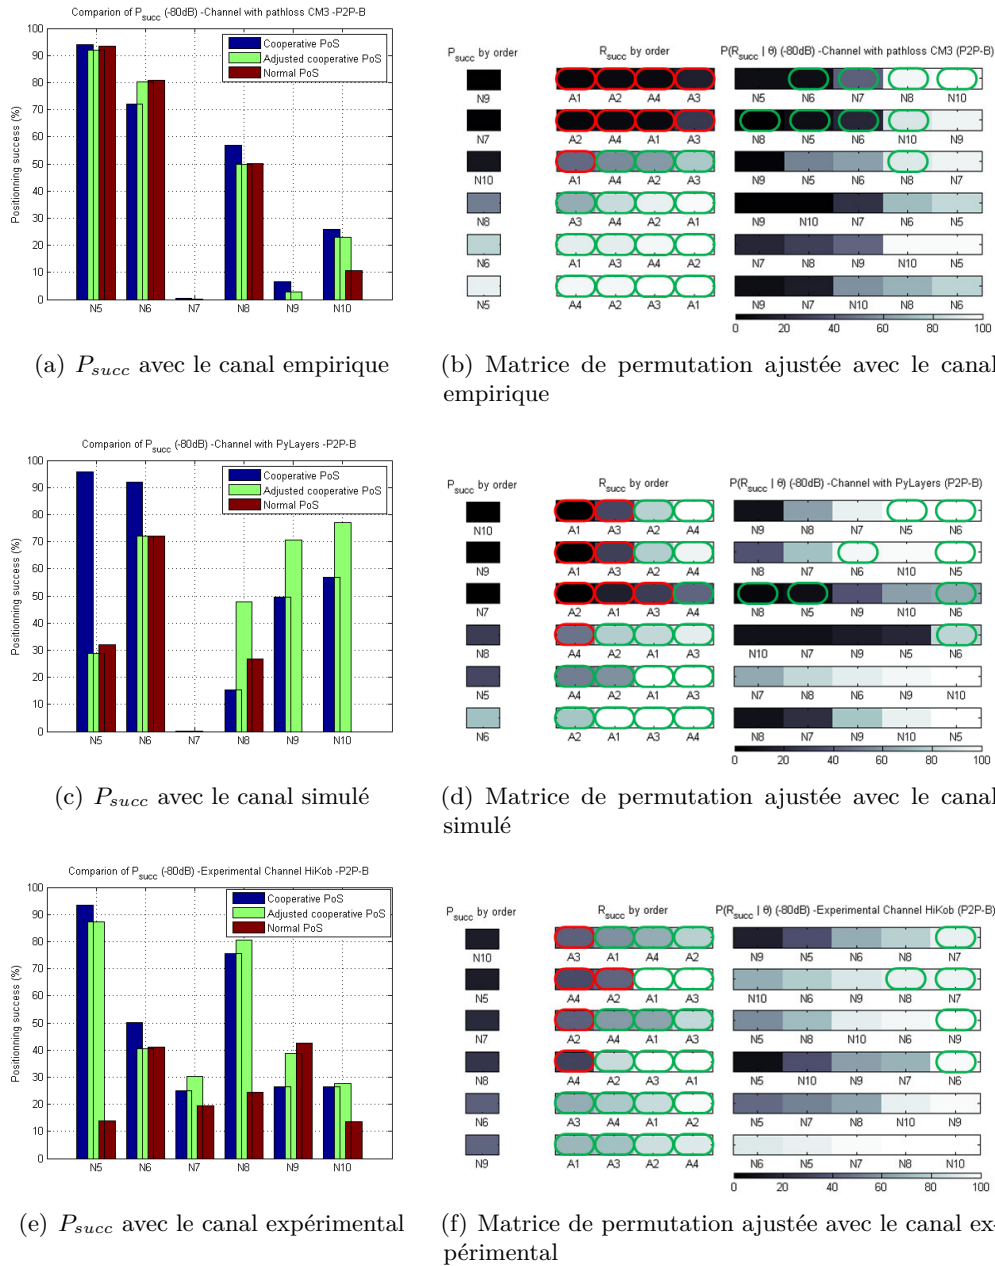 Comparion of Psucc (-80dB) -Channel with pathloss CM3 -P2P-B
Positionning success (%)
100
90
80
70
60
50
40
30
20
10
0
Cooperative PoS
Adjusted cooperative PoS
Normal PoS
N5 N6 N7 N8 N9 N10
(a) Psucc avec le canal empirique
Psucc by order
Rsucc by order
P(Rsucc | θ) (-80dB) -Channel with pathloss CM3 (P2P-B)
N9 A1 A2 A4 A3 N5 N6 N7 N8 N10
N7 A2 A4 A1 A3 N8 N5 N6 N10 N9
N10 A1 A4 A2 A3 N9 N5 N6 N8 N7
N8 A3 A4 A2 A1 N9 N10 N7 N6 N5
N6 A1 A3 A4 A2 N7 N8 N9 N10 N5
N5 A4 A2 A3 A1 N9 N7 N10 N8 N6
0 20 40 60 80 100
(b) Matrice de permutation ajustée avec le canal
empirique
Comparion of Psucc (-80dB) -Channel with PyLayers -P2P-B
Positionning success (%)
100
90
80
70
60
50
40
30
20
10
0
Cooperative PoS
Adjusted cooperative PoS
Normal PoS
N5 N6 N7 N8 N9 N10
(c) Psucc avec le canal simulé
Psucc by order
Rsucc by order
P(Rsucc | θ) (-80dB) -Channel with PyLayers (P2P-B)
N10 A1 A3 A2 A4 N9 N8 N7 N5 N6
N9 A1 A3 A2 A4 N8 N7 N6 N10 N5
N7 A2 A1 A3 A4 N8 N5 N9 N10 N6
N8 A4 A2 A1 A3 N10 N7 N9 N5 N6
N5 A4 A2 A1 A3 N7 N8 N6 N9 N10
N6 A2 A1 A3 A4 N8 N7 N5 N9 N10
0 20 40 60 80 100
(d) Matrice de permutation ajustée avec le canal
simulé
Comparion of Psucc (-80dB) -Experimental Channel HiKob -P2P-B
Positionning success (%)
100
90
80
70
60
50
40
30
20
10
0
Cooperative PoS
Adjusted cooperative PoS
Normal PoS
N5 N6 N7 N8 N9 N10
(e) Psucc avec le canal expérimental
Psucc by order
Rsucc by order
P(Rsucc | θ) (-80dB) -Experimental Channel HiKob (P2P-B)
N10 A3 A1 A4 A2 N9 N5 N6 N8 N7
N5 A4 A2 A1 A3 N10 N6 N9 N8 N7
N7 A2 A4 A1 A3 N5 N8 N10 N6 N9
N8 A4 A2 A3 A1 N5 N10 N9 N7 N6
N6 A3 A4 A1 A2 N5 N7 N8 N10 N9
N9 A1 A3 A2 A4 N6 N5 N7 N8 N10
0 20 40 60 80 100
(f) Matrice de permutation ajustée avec le canal ex-
périmental